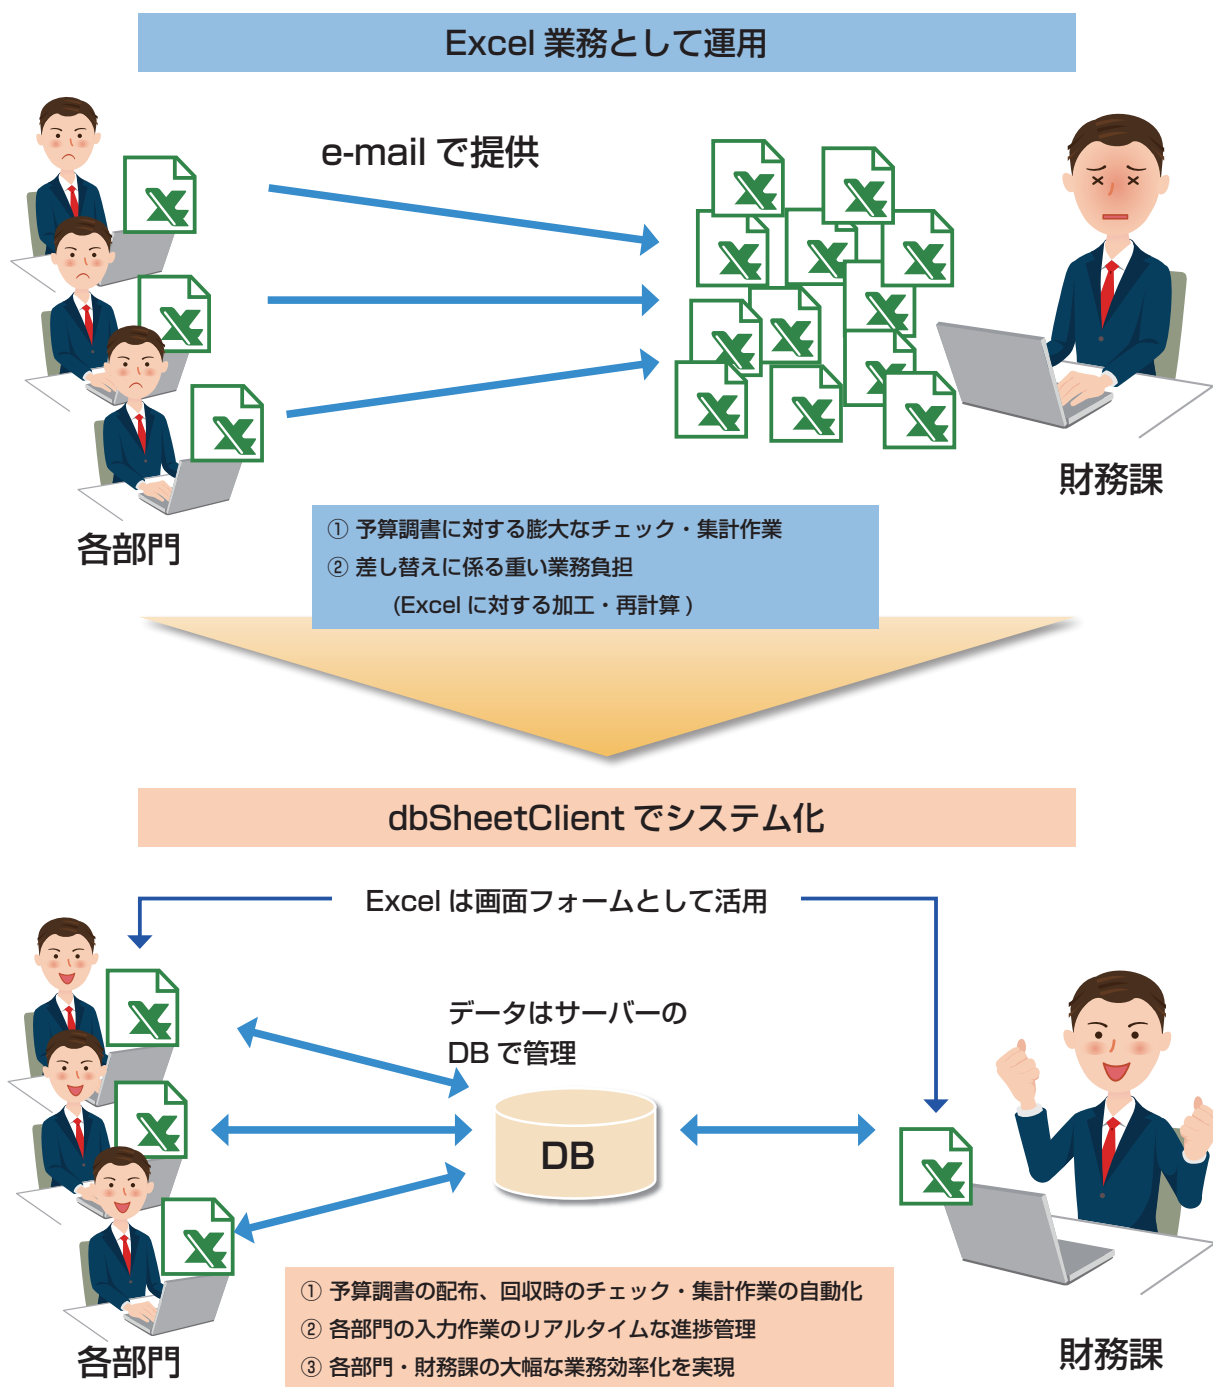 Excel 業務として運用
e-mail で提供
財務課
各部門
① 予算調書に対する膨大なチェック・集計作業
② 差し替えに係る重い業務負担
(Excel に対する加工・再計算 )
dbSheetClient でシステム化
Excel は画面フォームとして活用
データはサーバーの
DB で管理
DB
① 予算調書の配布、回収時のチェック・集計作業の自動化
② 各部門の入力作業のリアルタイムな進捗管理
③ 各部門・財務課の大幅な業務効率化を実現
各部門
財務課